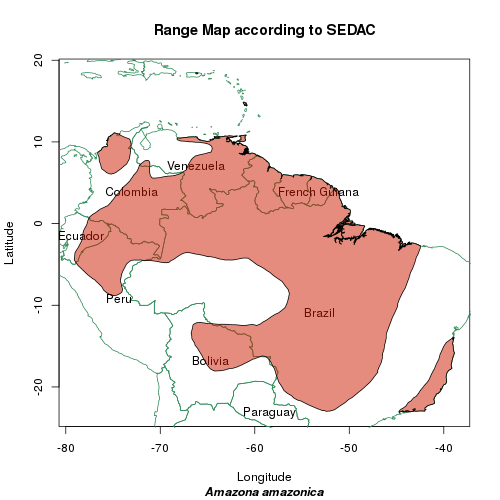 Range Map according to SEDAC
20
10
0
-10
-20
Latitude
Venezuela
Colombia
French Guiana
Ecuador
Peru
Brazil
Bolivia
Paraguay
-80
-70
-60
-50
-40
Longitude
Amazona amazonica